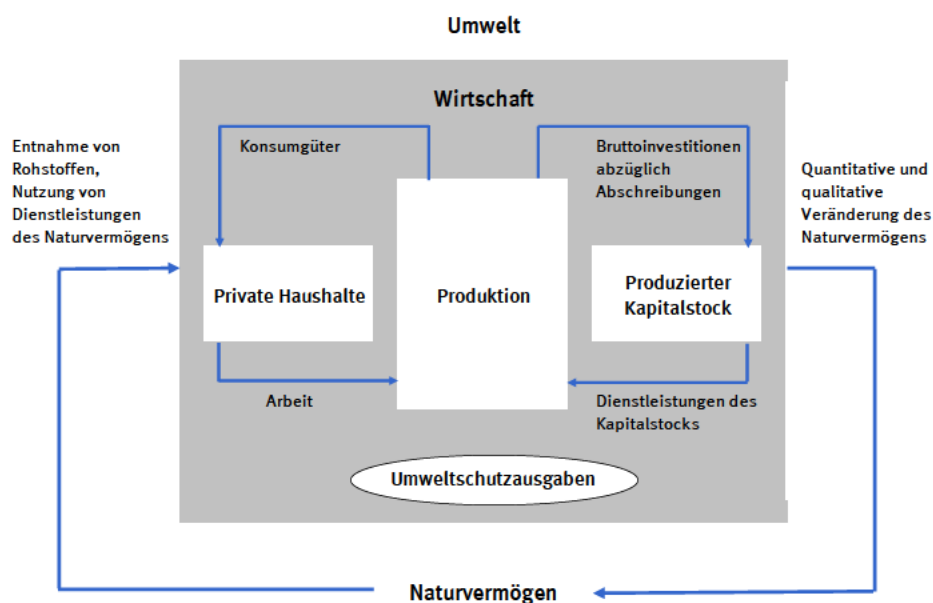 Umwelt
Wirtschaft
Entnahme von
Rohstoffen,
Nutzung von
Dienstleistungen
des Naturvermögens
Konsumgüter
Bruttoinvestitionen
abzüglich
Abschreibungen
Quantitative und
qualitative
Veränderung des
Naturvermögens
Private Haushalte
Produktion
Produzierter
Kapitalstock
Arbeit
Dienstleistungen des
Kapitalstocks
Umweltschutzausgaben
Naturvermögen